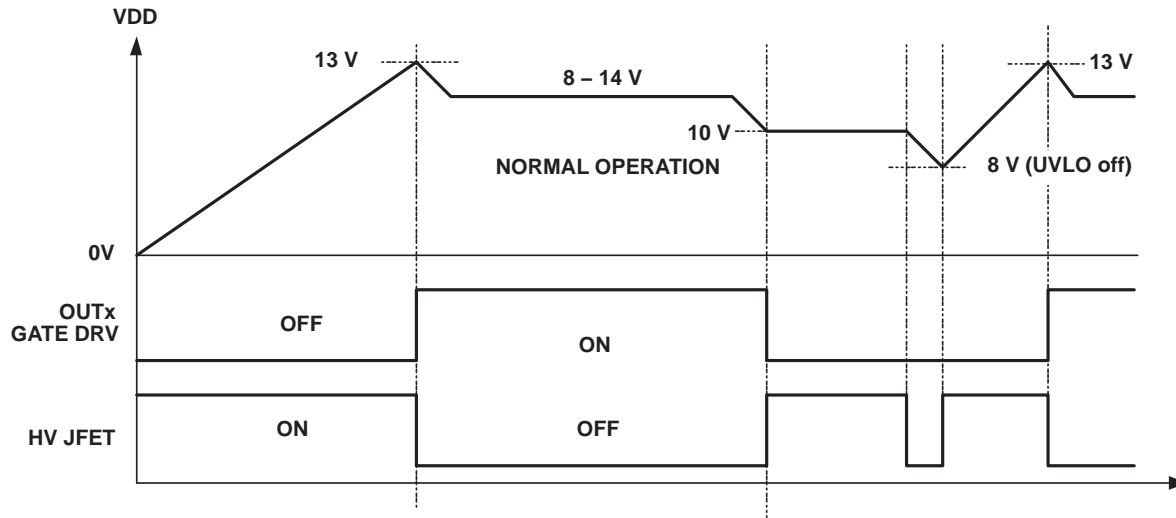 VDD
13 V
8 – 14 V
13 V
10 V
NORMAL OPERATION
8 V (UVLO off)
0V
OUTx
GATE DRV
OFF
ON
HV JFET
ON
OFF